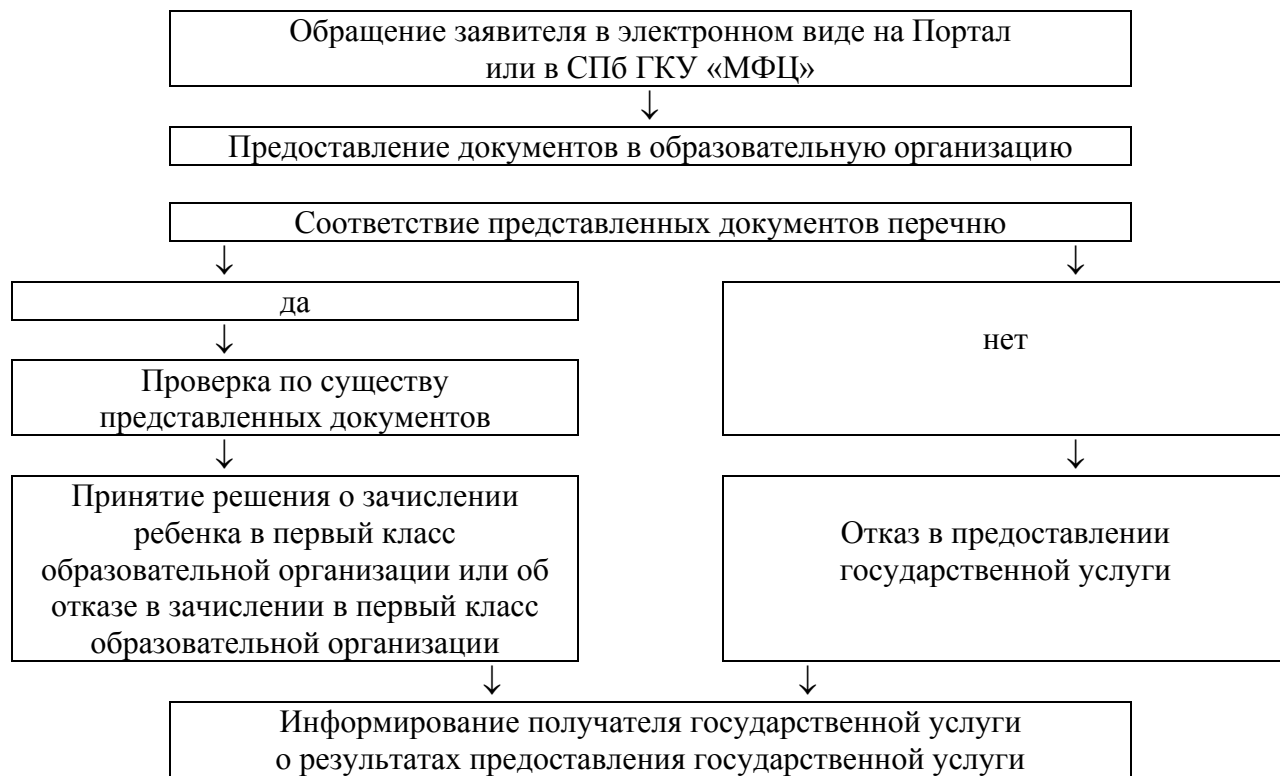 Обращение заявителя в электронном виде на Портал
или в СПб ГКУ «МФЦ»
Предоставление документов в образовательную организацию
Соответствие представленных документов перечню
да
нет
Проверка по существу
представленных документов
Принятие решения о зачислении
ребенка в первый класс
образовательной организации или об
отказе в зачислении в первый класс
образовательной организации
Отказ в предоставлении
государственной услуги
Информирование получателя государственной услуги
о результатах предоставления государственной услуги